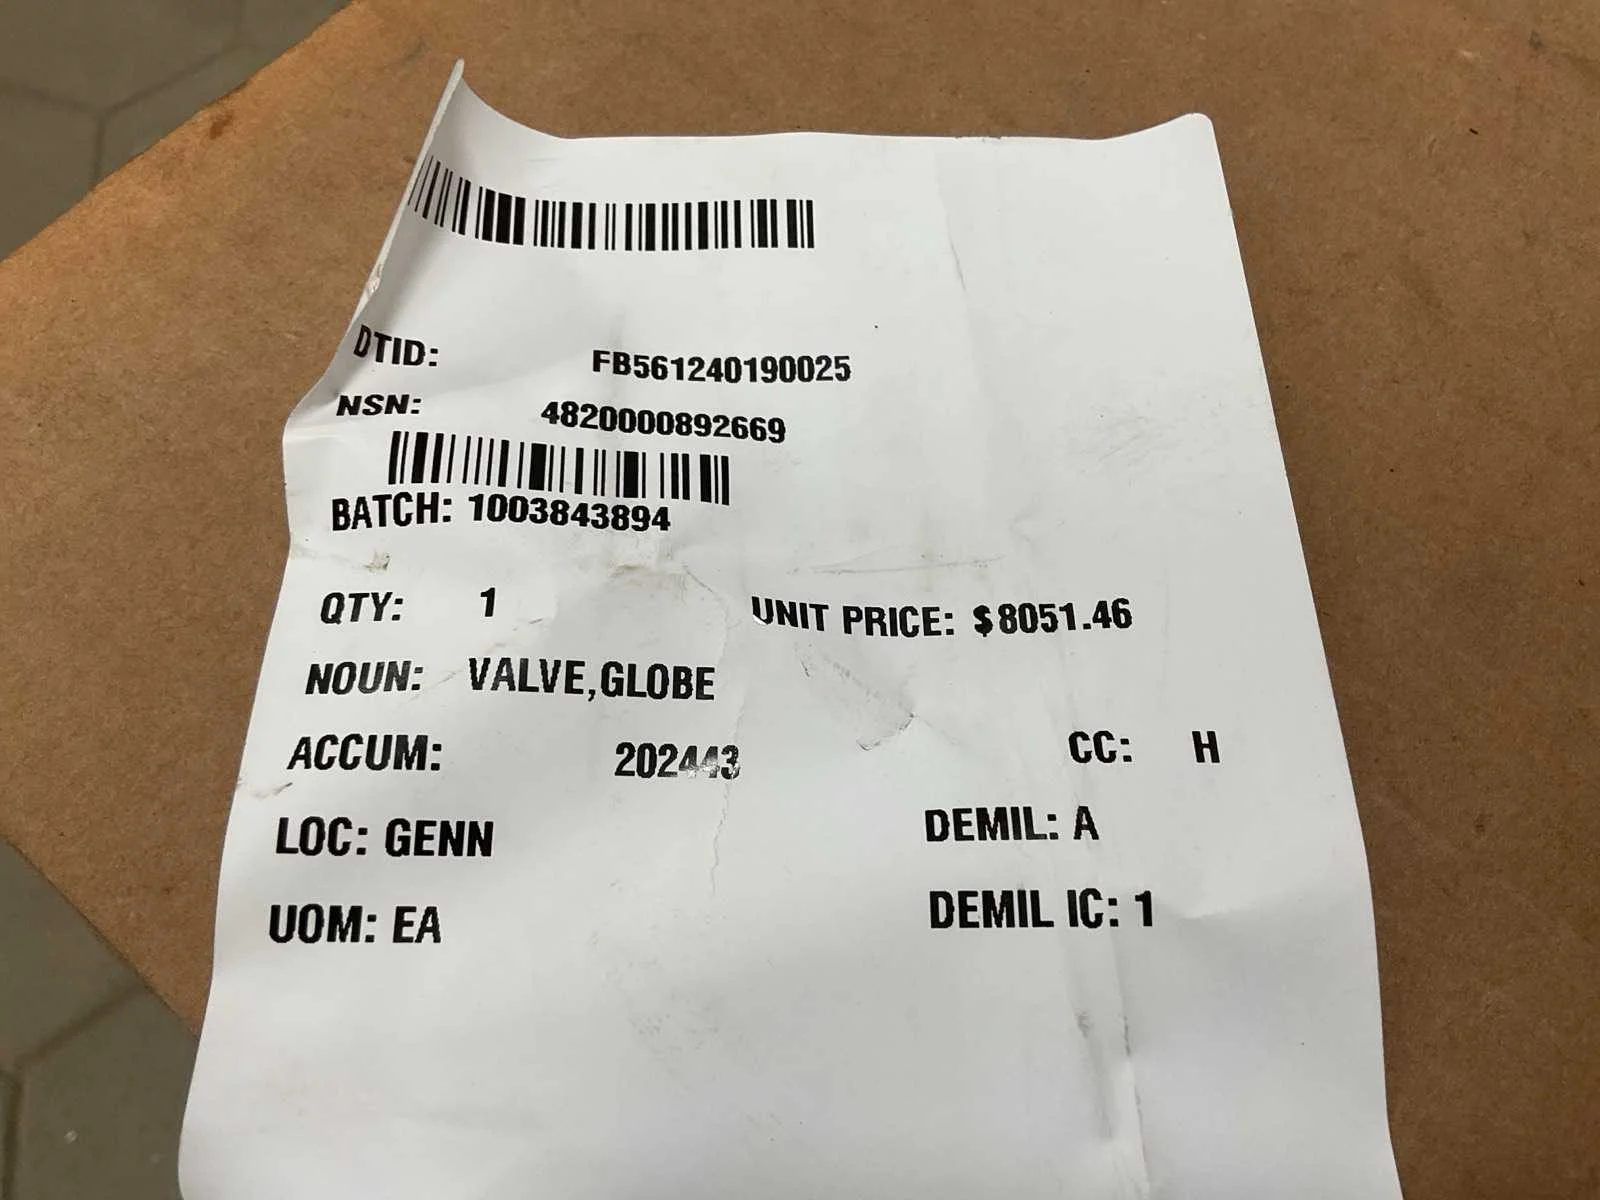 DTID: FB561240190025
NSN: 4820000892669
BATCH: 1003843894
QTY: 1 UNIT PRICE: $8051.46
NOUN: VALVE,GLOBE
ACCUM: 202443 CC: H
LOC: GENN DEMIL: A
UOM: EA DEMIL IC: 1